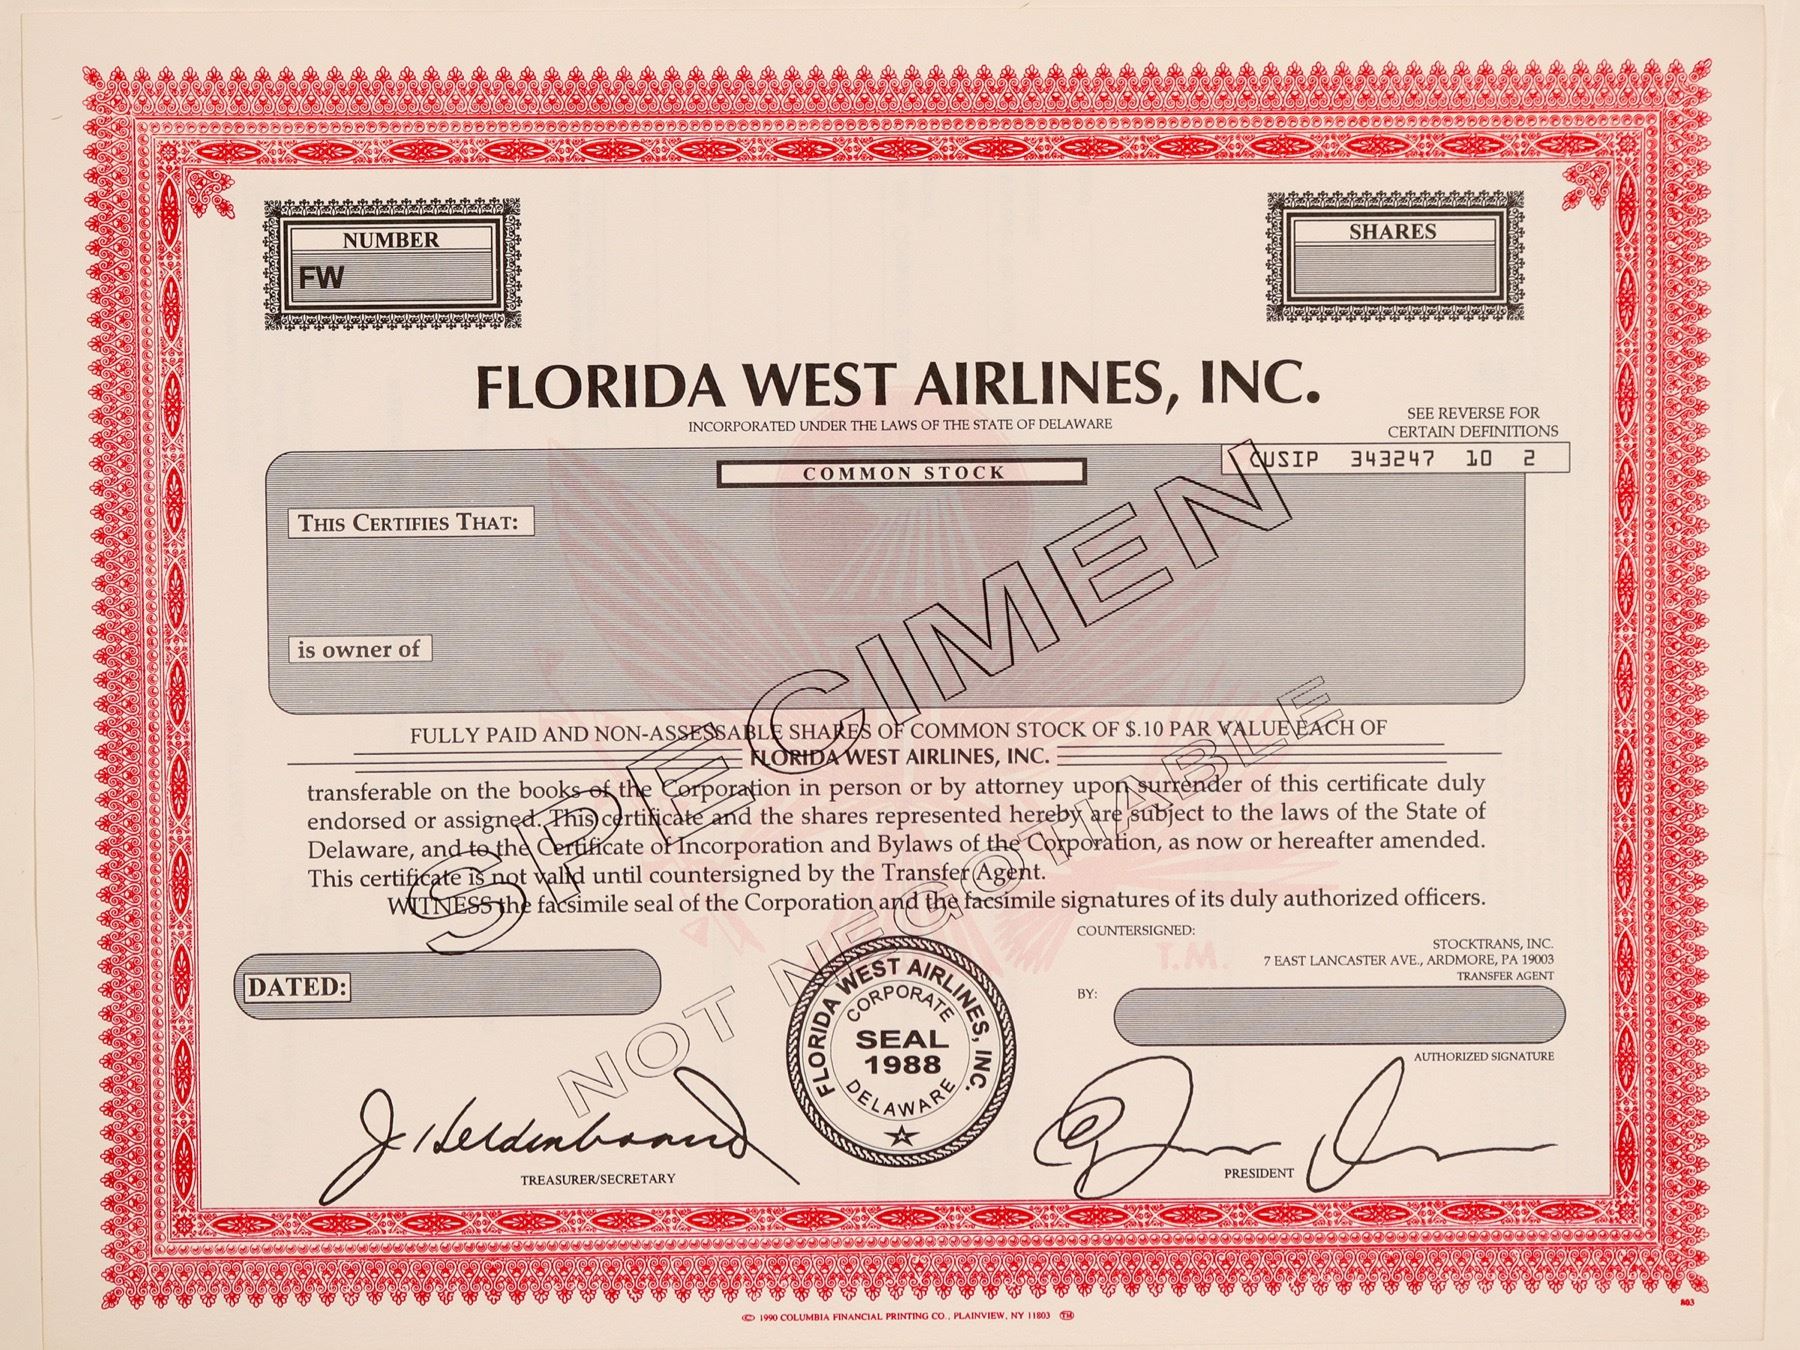 NUMBER
FW
SHARES
FLORIDA WEST AIRLINES, INC.
INCORPORATED UNDER THE LAWS OF THE STATE OF DELAWARE
SEE REVERSE FOR
CERTAIN DEFINITIONS
CUSIP 343247 10 2
COMMON STOCK
THIS CERTIFIES THAT:
is owner of
SPECIMEN
NOT NEGOTIABLE
FULLY PAID AND NON-ASSESSABLE SHARES OF COMMON STOCK OF $.10 PAR VALUE EACH OF
FLORIDA WEST AIRLINES, INC.
transferable on the books of the Corporation in person or by attorney upon surrender of this certificate duly
endorsed or assigned. This certificate and the shares represented hereby are subject to the laws of the State of
Delaware, and to the Certificate of Incorporation and Bylaws of the Corporation, as now or hereafter amended.
This certificate is not valid until countersigned by the Transfer Agent.
WITNESS the facsimile seal of the Corporation and the facsimile signatures of its duly authorized officers.
T.M.
COUNTERSIGNED:
STOCKTRANS, INC.
7 EAST LANCASTER AVE., ARDMORE, PA 19003
TRANSFER AGENT
DATED:
BY:
AUTHORIZED SIGNATURE
FLORIDA WEST AIRLINES, INC.
CORPORATE
SEAL
1988
DELAWARE
TREASURER/SECRETARY
PRESIDENT
803
© 1990 COLUMBIA FINANCIAL PRINTING CO., PLAINVIEW, NY 11803 TM